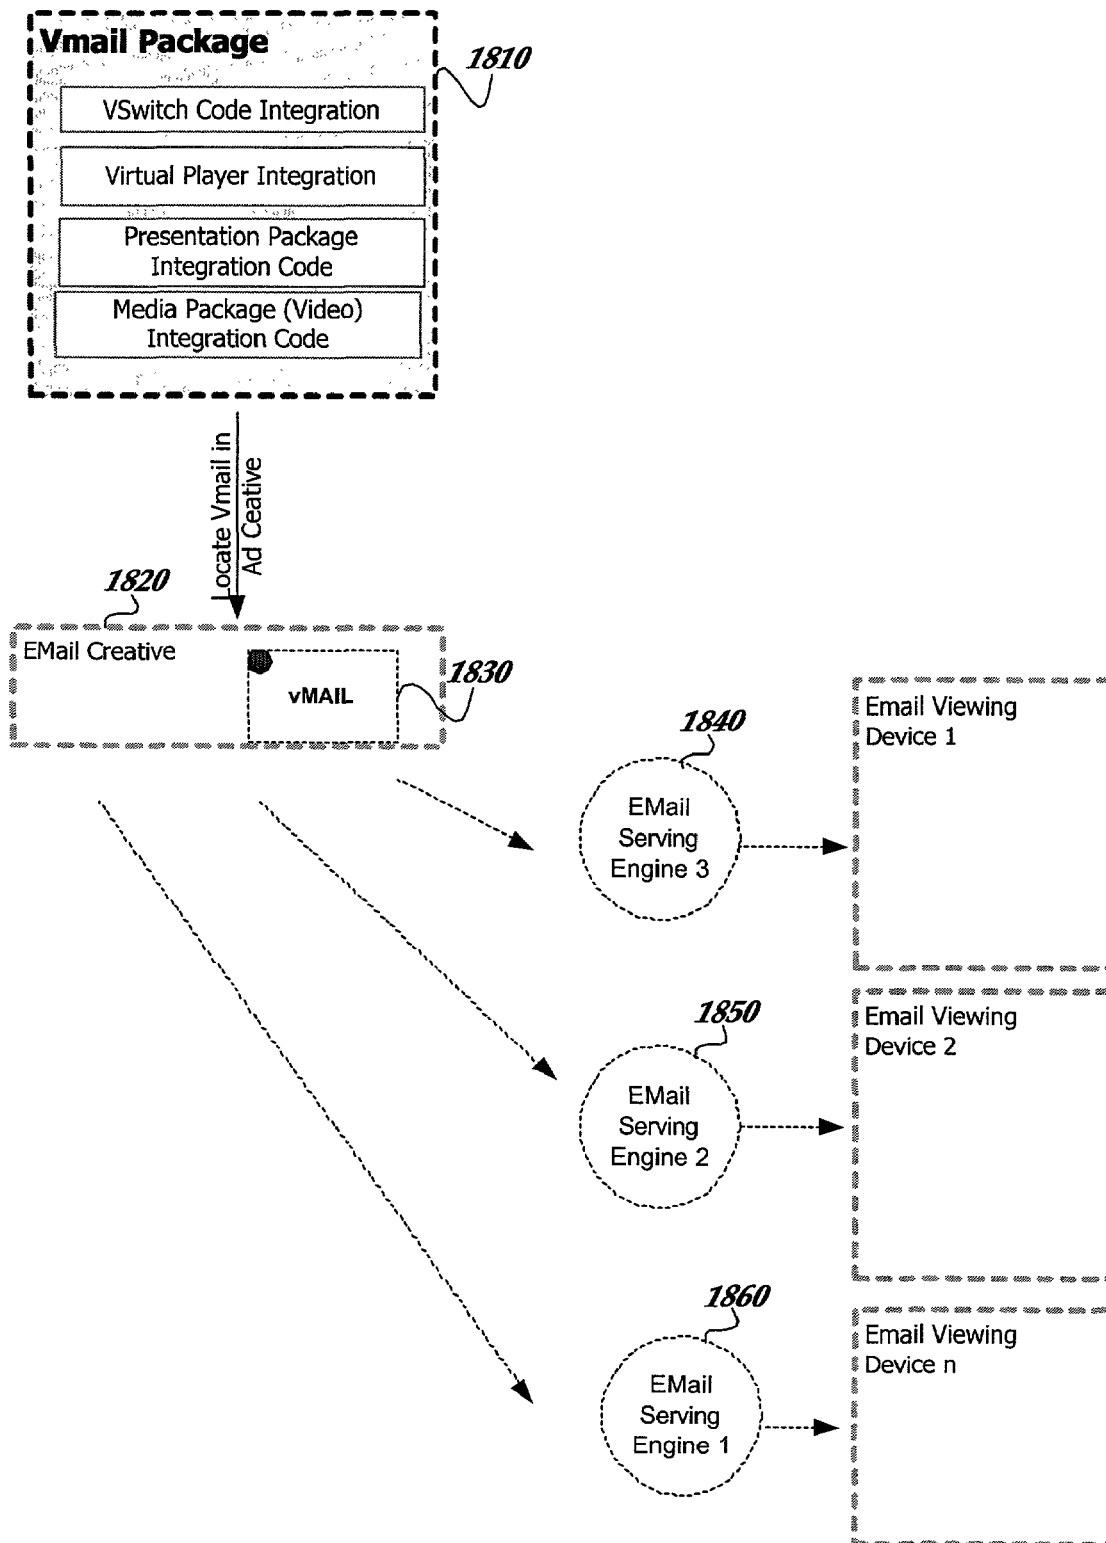 Vmail Package
1810
VSwitch Code Integration
Virtual Player Integration
Presentation Package
Integration Code
Media Package (Video)
Integration Code
Locate Vmail in
Ad Ceative
1820
EMail Creative
vMAIL
1830
1840
EMail
Serving
Engine 3
Email Viewing
Device 1
1850
EMail
Serving
Engine 2
Email Viewing
Device 2
1860
EMail
Serving
Engine 1
Email Viewing
Device n